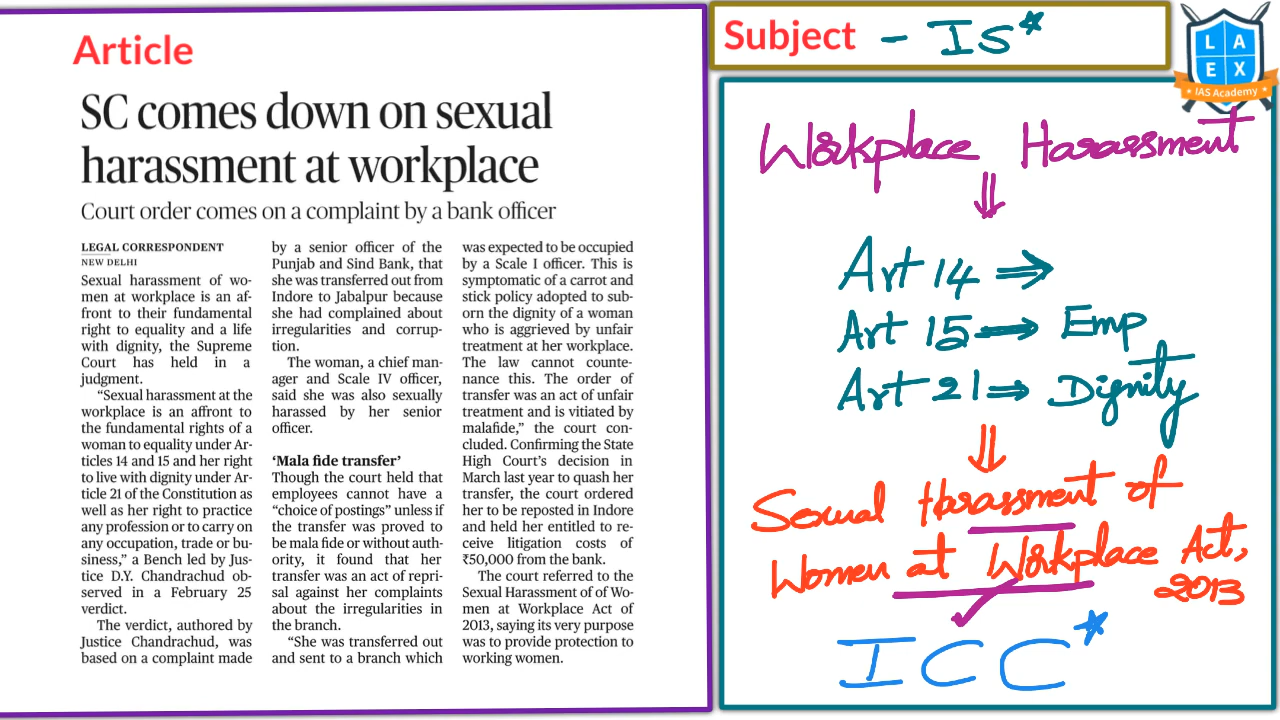 Article
SC comes down on sexual
harassment at workplace
Court order comes on a complaint by a bank officer
LEGAL CORRESPONDENT
NEW DELHI
Sexual harassment of wo-
men at workplace is an af-
front to their fundamental
right to equality and a life
with dignity, the Supreme
Court has held in a
judgment.
“Sexual harassment at the
workplace is an affront to
the fundamental rights of a
woman to equality under Ar-
ticles 14 and 15 and her right
to live with dignity under Ar-
ticle 21 of the Constitution as
well as her right to practice
any profession or to carry on
any occupation, trade or bu-
siness,” a Bench led by Jus-
tice D.Y. Chandrachud ob-
served in a February 25
verdict.
The verdict, authored by
Justice Chandrachud, was
based on a complaint made
by a senior officer of the
Punjab and Sind Bank, that
she was transferred out from
Indore to Jabalpur because
she had complained about
irregularities and corrup-
tion.
The woman, a chief man-
ager and Scale IV officer,
said she was also sexually
harassed by her senior
officer.
‘Mala fide transfer’
Though the court held that
employees cannot have a
“choice of postings” unless if
the transfer was proved to
be mala fide or without auth-
ority, it found that her
transfer was an act of repri-
sal against her complaints
about the irregularities in
the branch.
“She was transferred out
and sent to a branch which
was expected to be occupied
by a Scale I officer. This is
symptomatic of a carrot and
stick policy adopted to sub-
orn the dignity of a woman
who is aggrieved by unfair
treatment at her workplace.
The law cannot counte-
nance this. The order of
transfer was an act of unfair
treatment and is vitiated by
malafide,” the court con-
cluded. Confirming the State
High Court’s decision in
March last year to quash her
transfer, the court ordered
her to be reposted in Indore
and held her entitled to re-
ceive litigation costs of
₹50,000 from the bank.
The court referred to the
Sexual Harassment of of Wo-
men at Workplace Act of
2013, saying its very purpose
was to provide protection to
working women.
Subject - IS*
LAEX
IAS Academy
Workplace Harassment
⇓
Art 14 ⇒
Art 15 → Emp
Art 21 ⇒ Dignity
⇓
Sexual Harassment of
Women at Workplace Act,
2013
ICC*